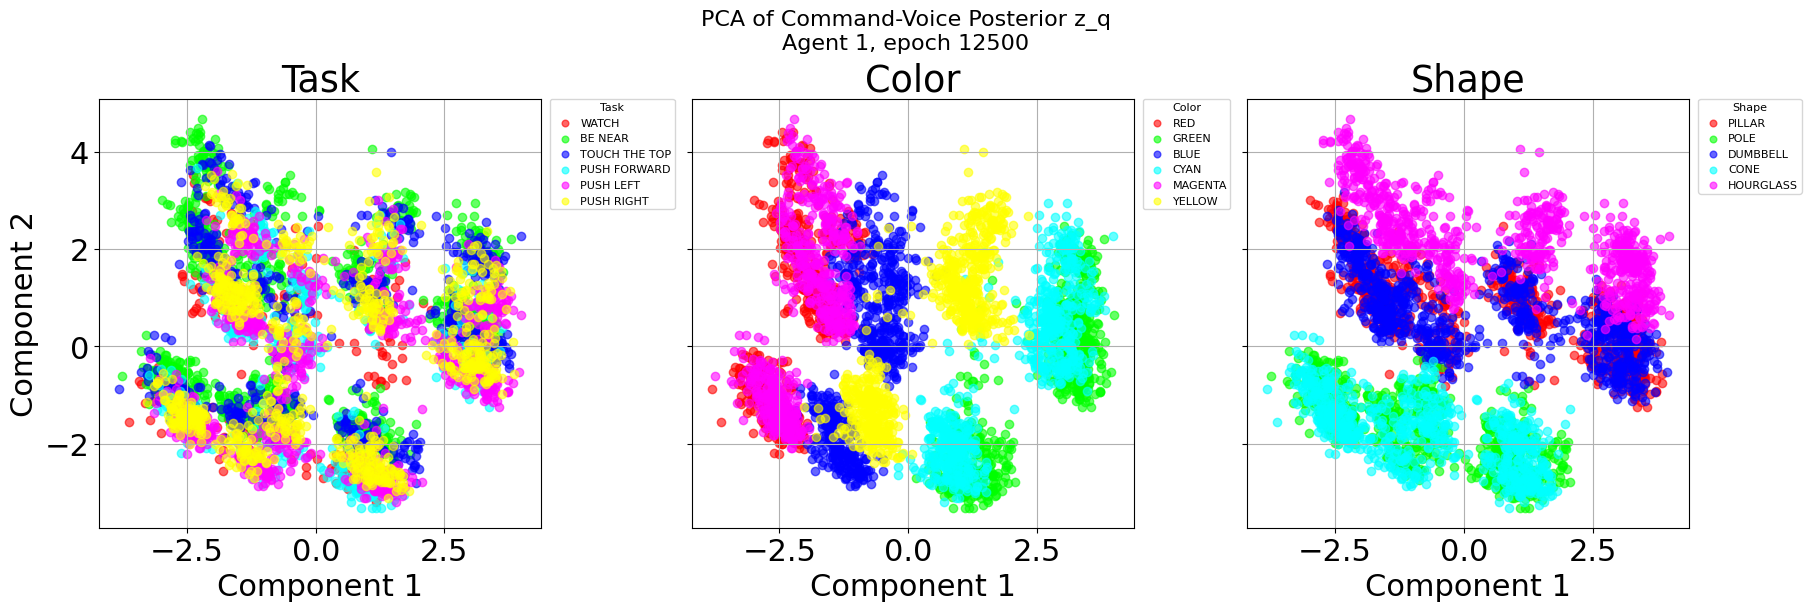 PCA of Command-Voice Posterior z_q
Agent 1, epoch 12500
Task
Color
Shape
Component 2
4
2
0
−2
−2.5 0.0 2.5
Component 1
Task
WATCH
BE NEAR
TOUCH THE TOP
PUSH FORWARD
PUSH LEFT
PUSH RIGHT
−2.5 0.0 2.5
Component 1
Color
RED
GREEN
BLUE
CYAN
MAGENTA
YELLOW
−2.5 0.0 2.5
Component 1
Shape
PILLAR
POLE
DUMBBELL
CONE
HOURGLASS